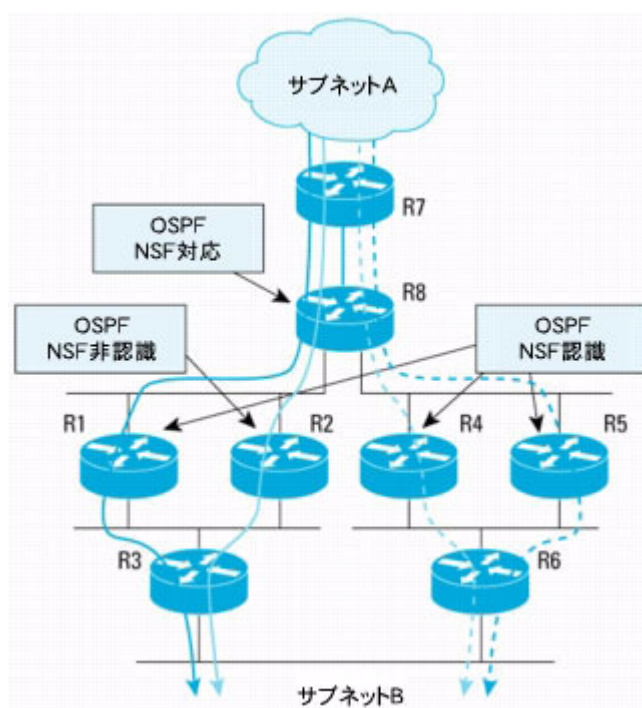 サブネットA
R7
OSPF
NSF対応
R8
OSPF
NSF非認識
OSPF
NSF認識
R1
R2
R4
R5
R3
R6
サブネットB